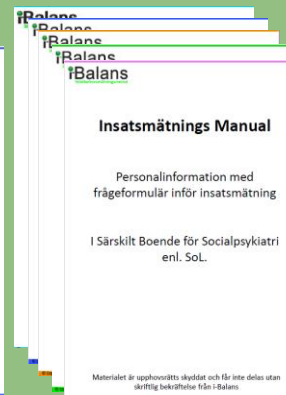 iBalans
iBalans
iBalans
iBalans
iBalans
Insatsmätnings Manual
Personalinformation med
frågeformulär inför insatsmätning
I Särskilt Boende för Socialpsykiatri
enl. SoL.
Materialet är upphovsrätts skyddat och får inte delas utan
skriftlig bekräftelse från i-Balans